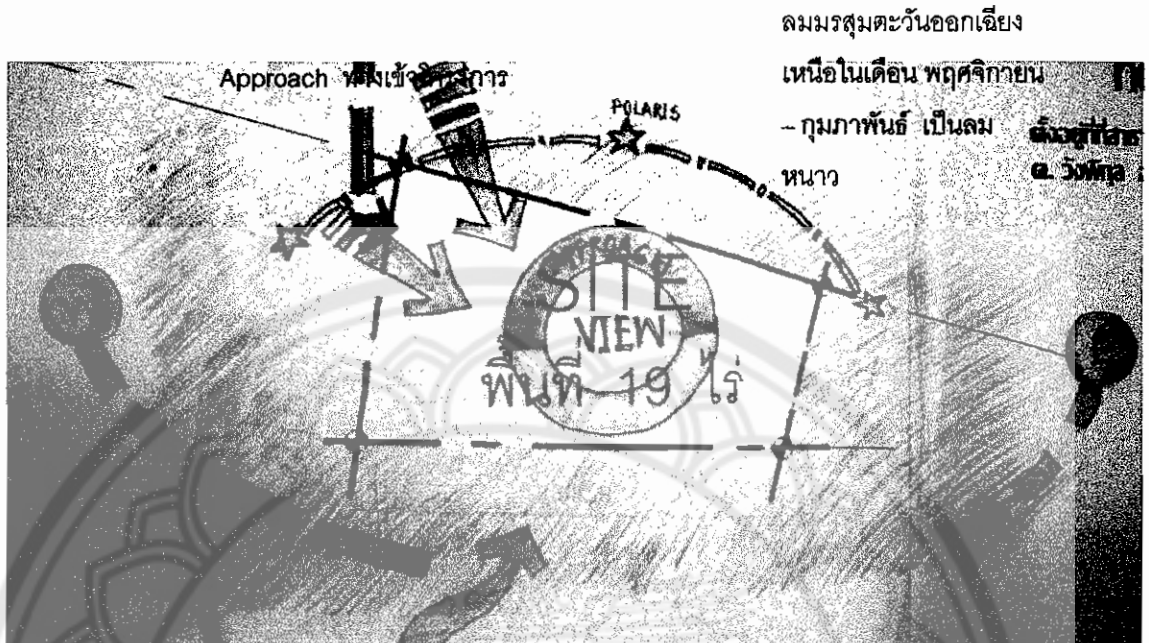 ลมมรสุมตะวันออกเฉียง
เหนือในเดือน พฤศจิกายน
– กุมภาพันธ์ เป็นลม
หนาว
Approach
POLARIS
SITE
VIEW
พื้นที่ 19 ไร่